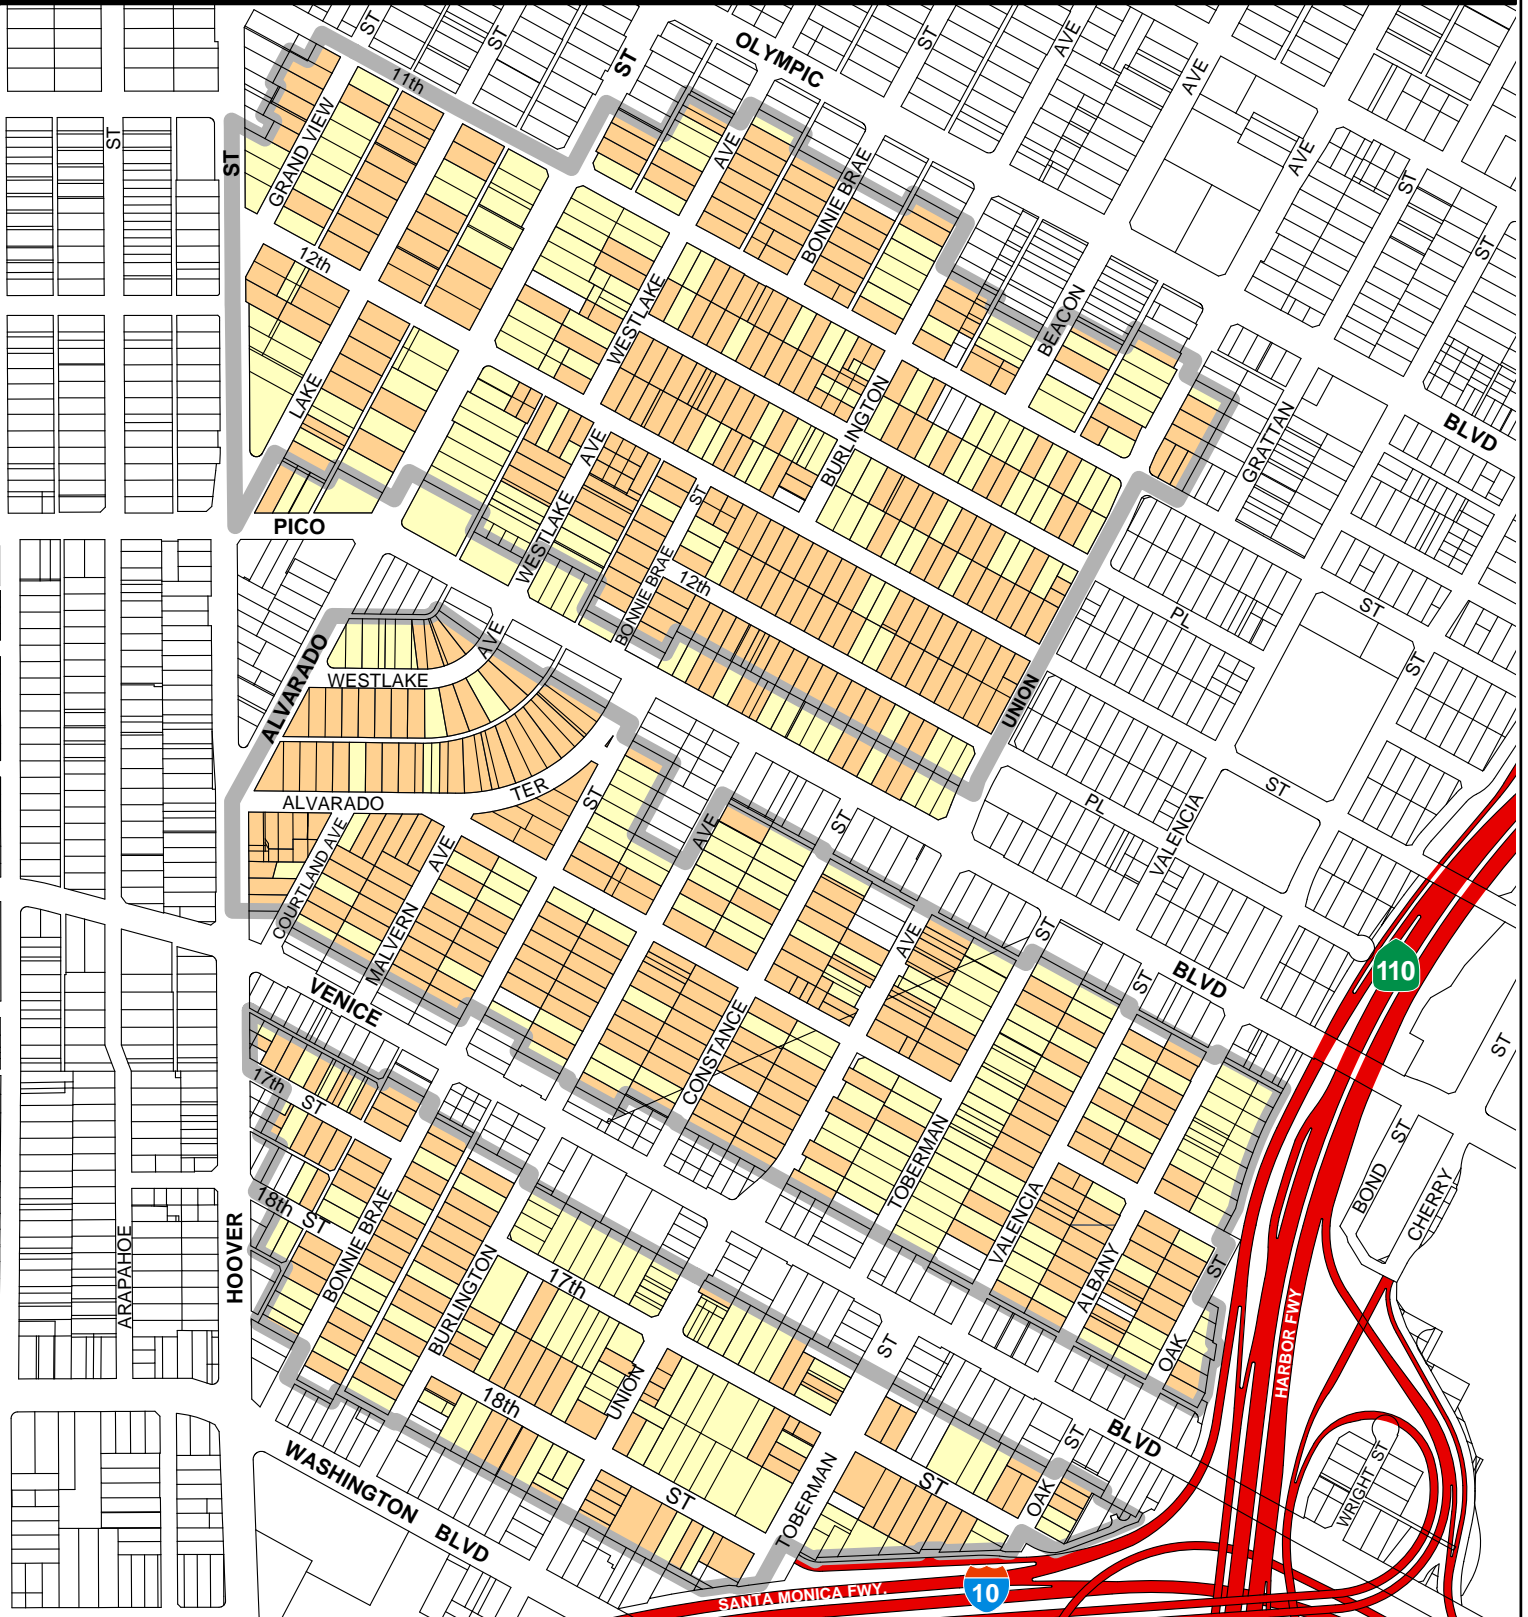 ST
ST
AVE
OLYMPIC
ST
ST
11th
AVE
ST
GRAND VIEW
AVE
BONNIE BRAE
AVE
ST
ST
ST
12th
WESTLAKE
BEACON
LAKE
BURLINGTON
GRATTAN
BLVD
AVE
ST
WESTLAKE
PICO
BONNIE BRAE
12th
PL
ST
ST
ALVARADO
AVE
WESTLAKE
UNION
ST
PL
VALENCIA
ALVARADO
TER
ST
AVE
ST
COURTLAND AVE
AVE
MALVERN
AVE
ST
ST
BLVD
110
VENICE
CONSTANCE
ST
17th
ST
TOBERMAN
ST
BOND
CHERRY
18th ST
BONNIE BRAE
VALENCIA
ALBANY
ST
ARAPAHOE
HOOVER
BURLINGTON
17th
OAK
HARBOR FWY
ST
UNION
18th
ST
BLVD
WASHINGTON BLVD
ST
TOBERMAN
ST
OAK
WRIGHT ST
SANTA MONICA FWY.
10